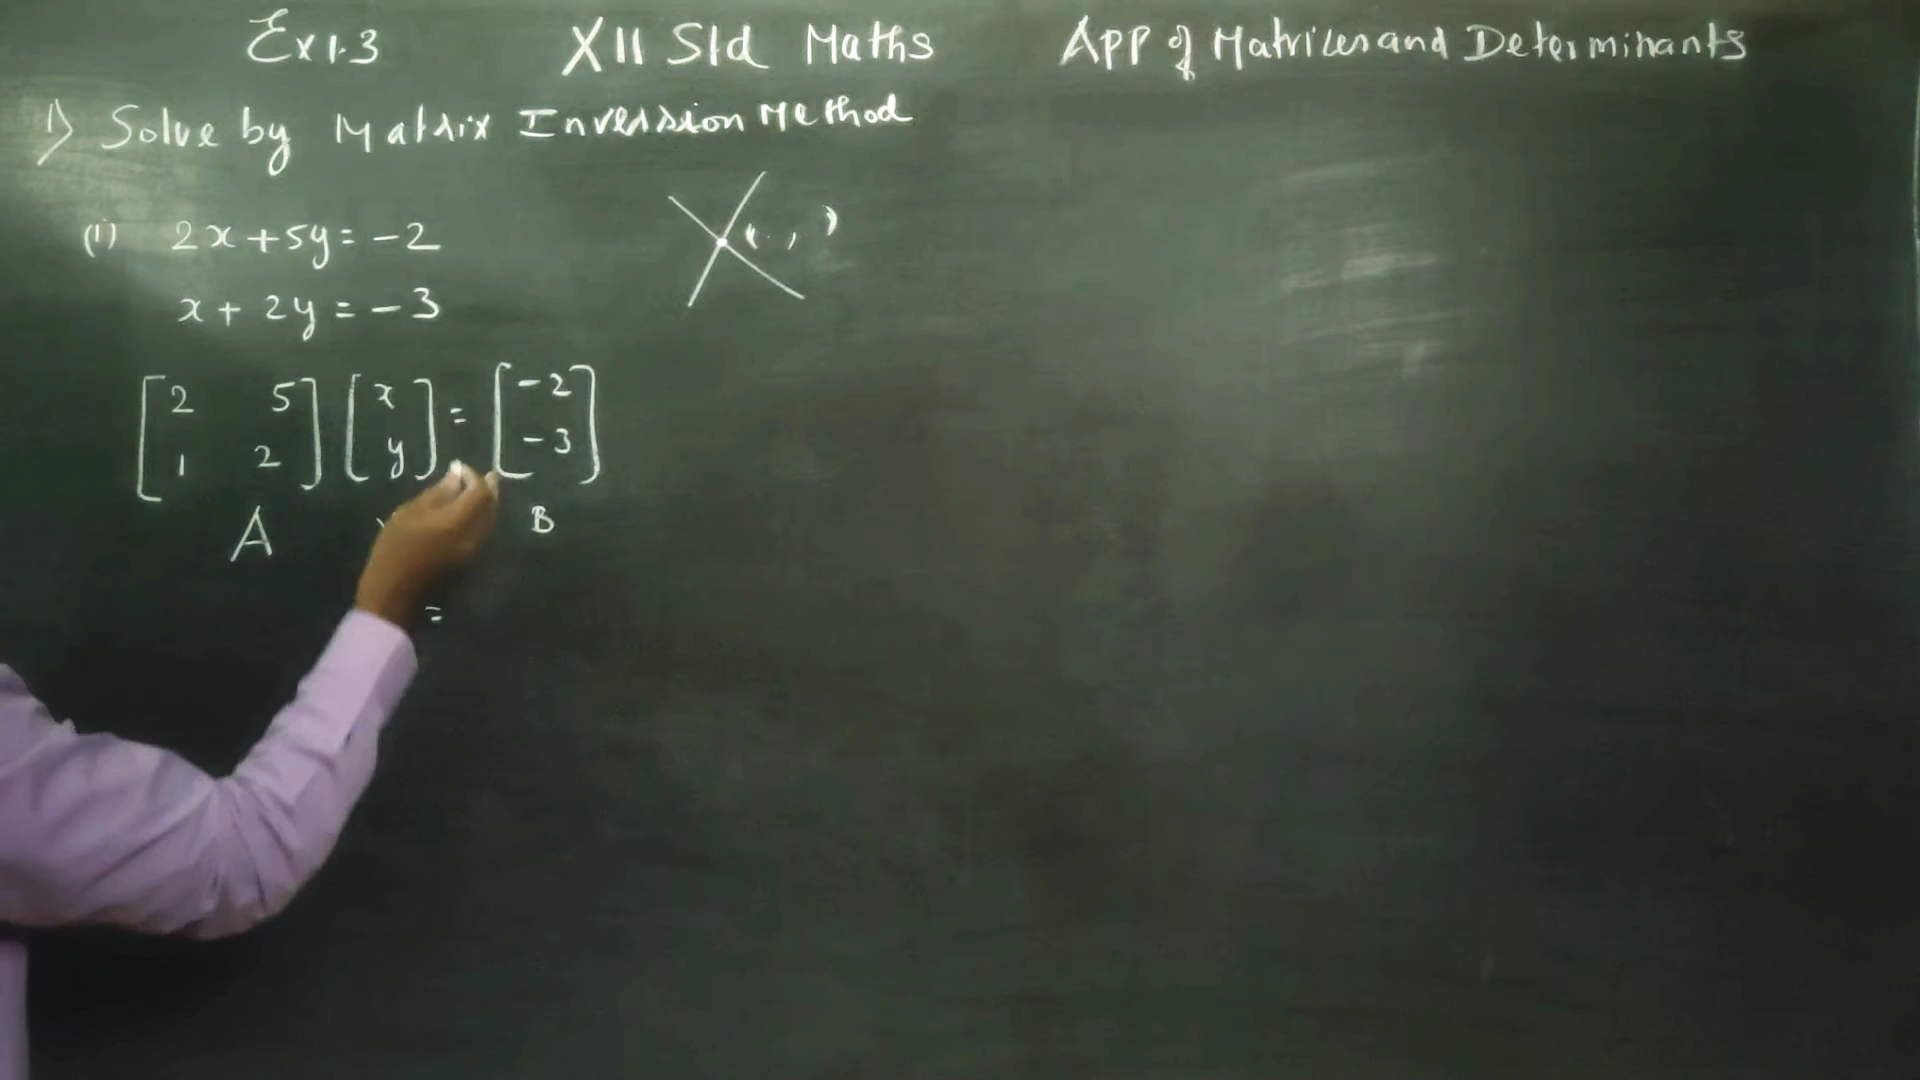 Ex 1.3 XII Std Maths App of Matrices and Determinants
1) Solve by Matrix Inversion Method
(i) 2x + 5y = -2
x + 2y = -3
[2 5] [x] = [-2]
[1 2] [y] [-3]
A B
=
( , )